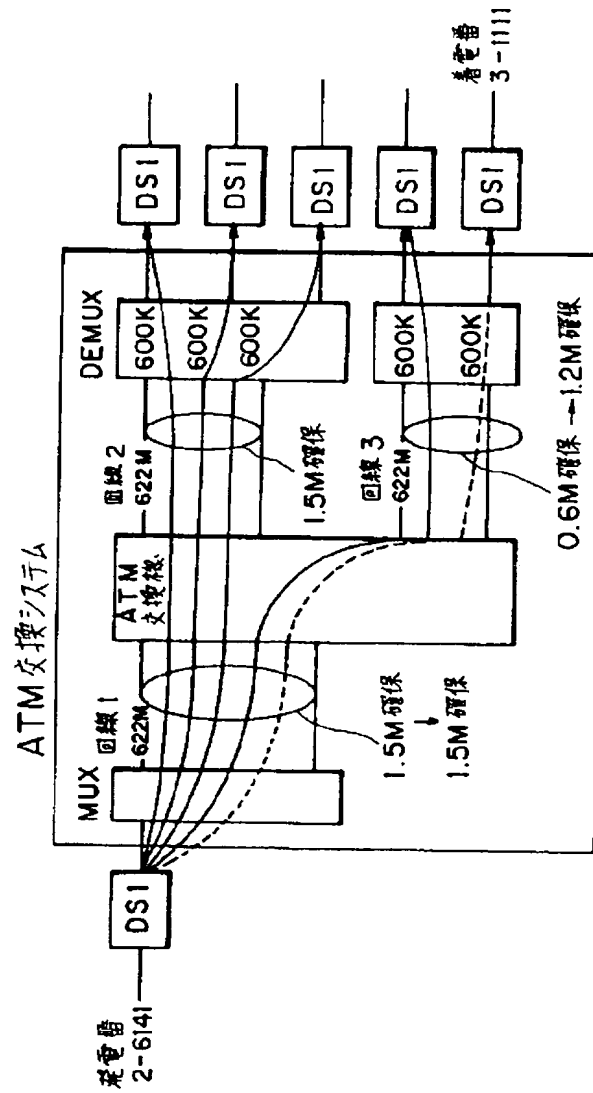 ATM交換システム
発電番
2-6141
DS1
MUX
回線1
622M
1.5M確保
↓
1.5M確保
ATM
交換機
回線2
622M
1.5M確保
回線3
622M
0.6M確保→1.2M確保
DEMUX
600K
600K
600K
600K
600K
DS1
DS1
DS1
DS1
DS1
着電番
3-1111